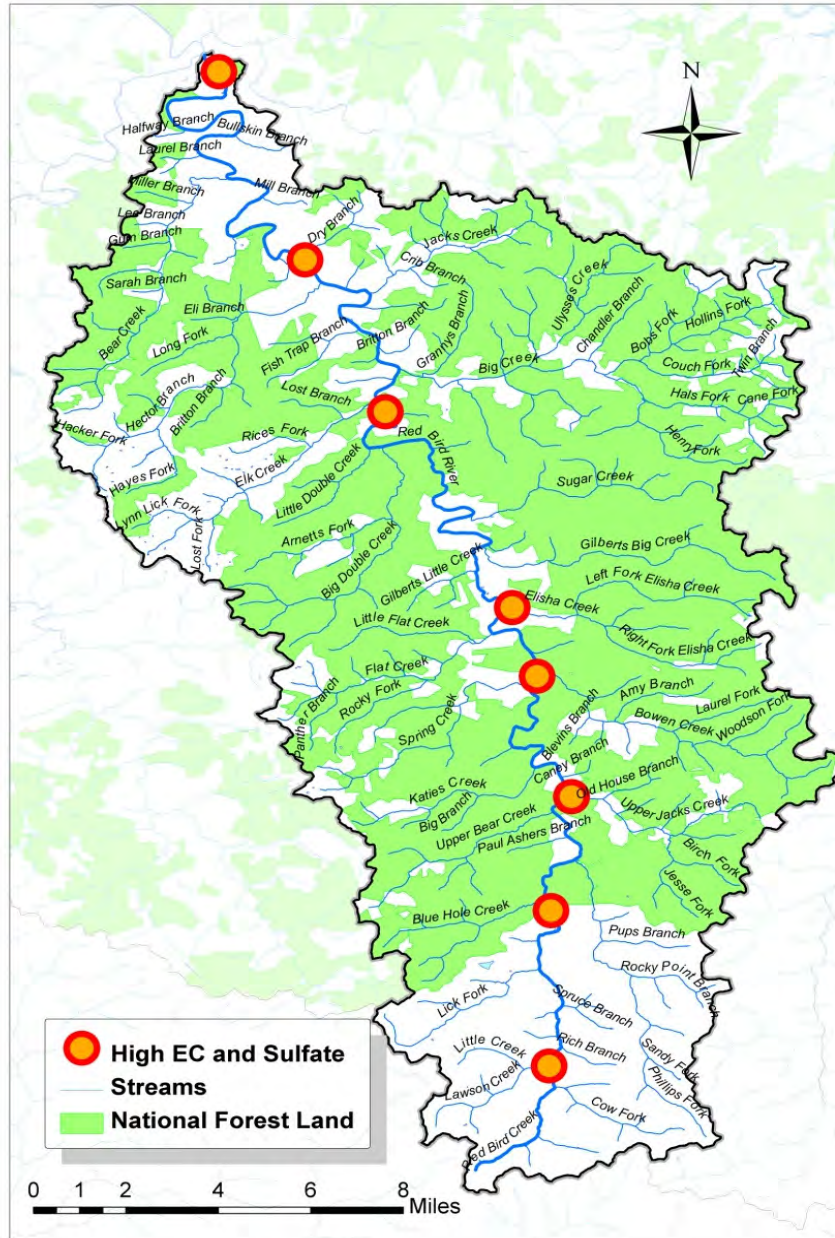 N
Halfway Branch
Bullskin Branch
Laurel Branch
Miller Branch
Mill Branch
Lee Branch
Gum Branch
Dry Branch
Jacks Creek
Sarah Branch
Crib Branch
Ulysses Creek
Chandler Branch
Bear Creek
Eli Branch
Long Fork
Fish Trap Branch
Britton Branch
Grannys Branch
Bobs Fork
Hollins Fork
Big Creek
Couch Fork
Twin Branch
Hector Branch
Britton Branch
Lost Branch
Hals Fork
Cane Fork
Hacker Fork
Rices Fork
Red Bird River
Henry Fork
Hayes Fork
Elk Creek
Little Double Creek
Sugar Creek
Lynn Lick Fork
Lost Fork
Arnetts Fork
Big Double Creek
Gilberts Little Creek
Gilberts Big Creek
Left Fork Elisha Creek
Elisha Creek
Little Flat Creek
Right Fork Elisha Creek
Flat Creek
Rocky Fork
Panther Branch
Spring Creek
Amy Branch
Laurel Fork
Blevins Branch
Bowen Creek
Woodson Fork
Caney Branch
Katies Creek
Old House Branch
Big Branch
Upper Bear Creek
Upper Jacks Creek
Paul Ashers Branch
Birch Fork
Jesse Fork
Blue Hole Creek
Pups Branch
Rocky Point Branch
Lick Fork
Spruce Branch
Little Creek
Rich Branch
Sandy Fork
Lawson Creek
Phillips Fork
Cow Fork
Red Bird Creek
High EC and Sulfate
Streams
National Forest Land
0 1 2 4 6 8 Miles